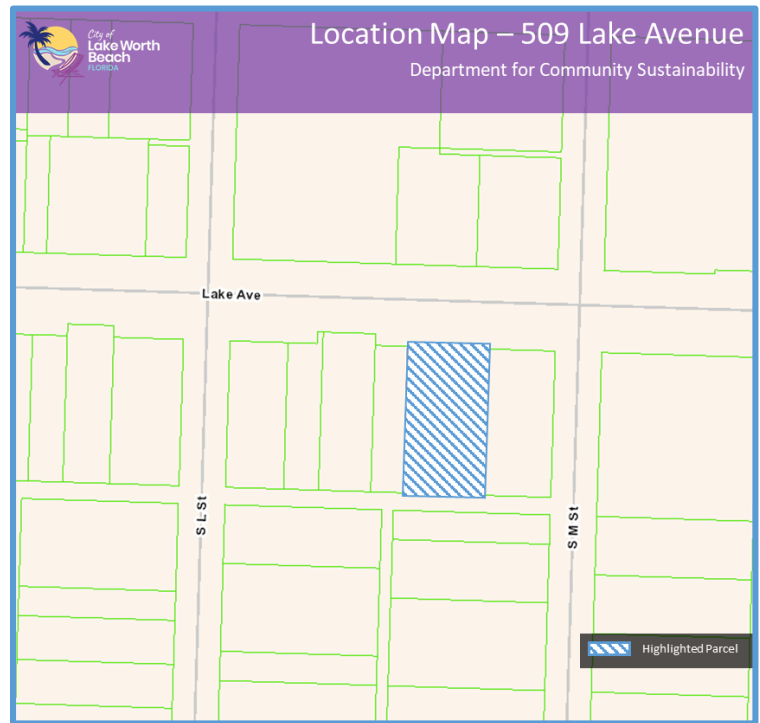 City of
Lake Worth
Beach
FLORIDA
Location Map – 509 Lake Avenue
Department for Community Sustainability
Lake Ave
S L St
S M St
Highlighted Parcel